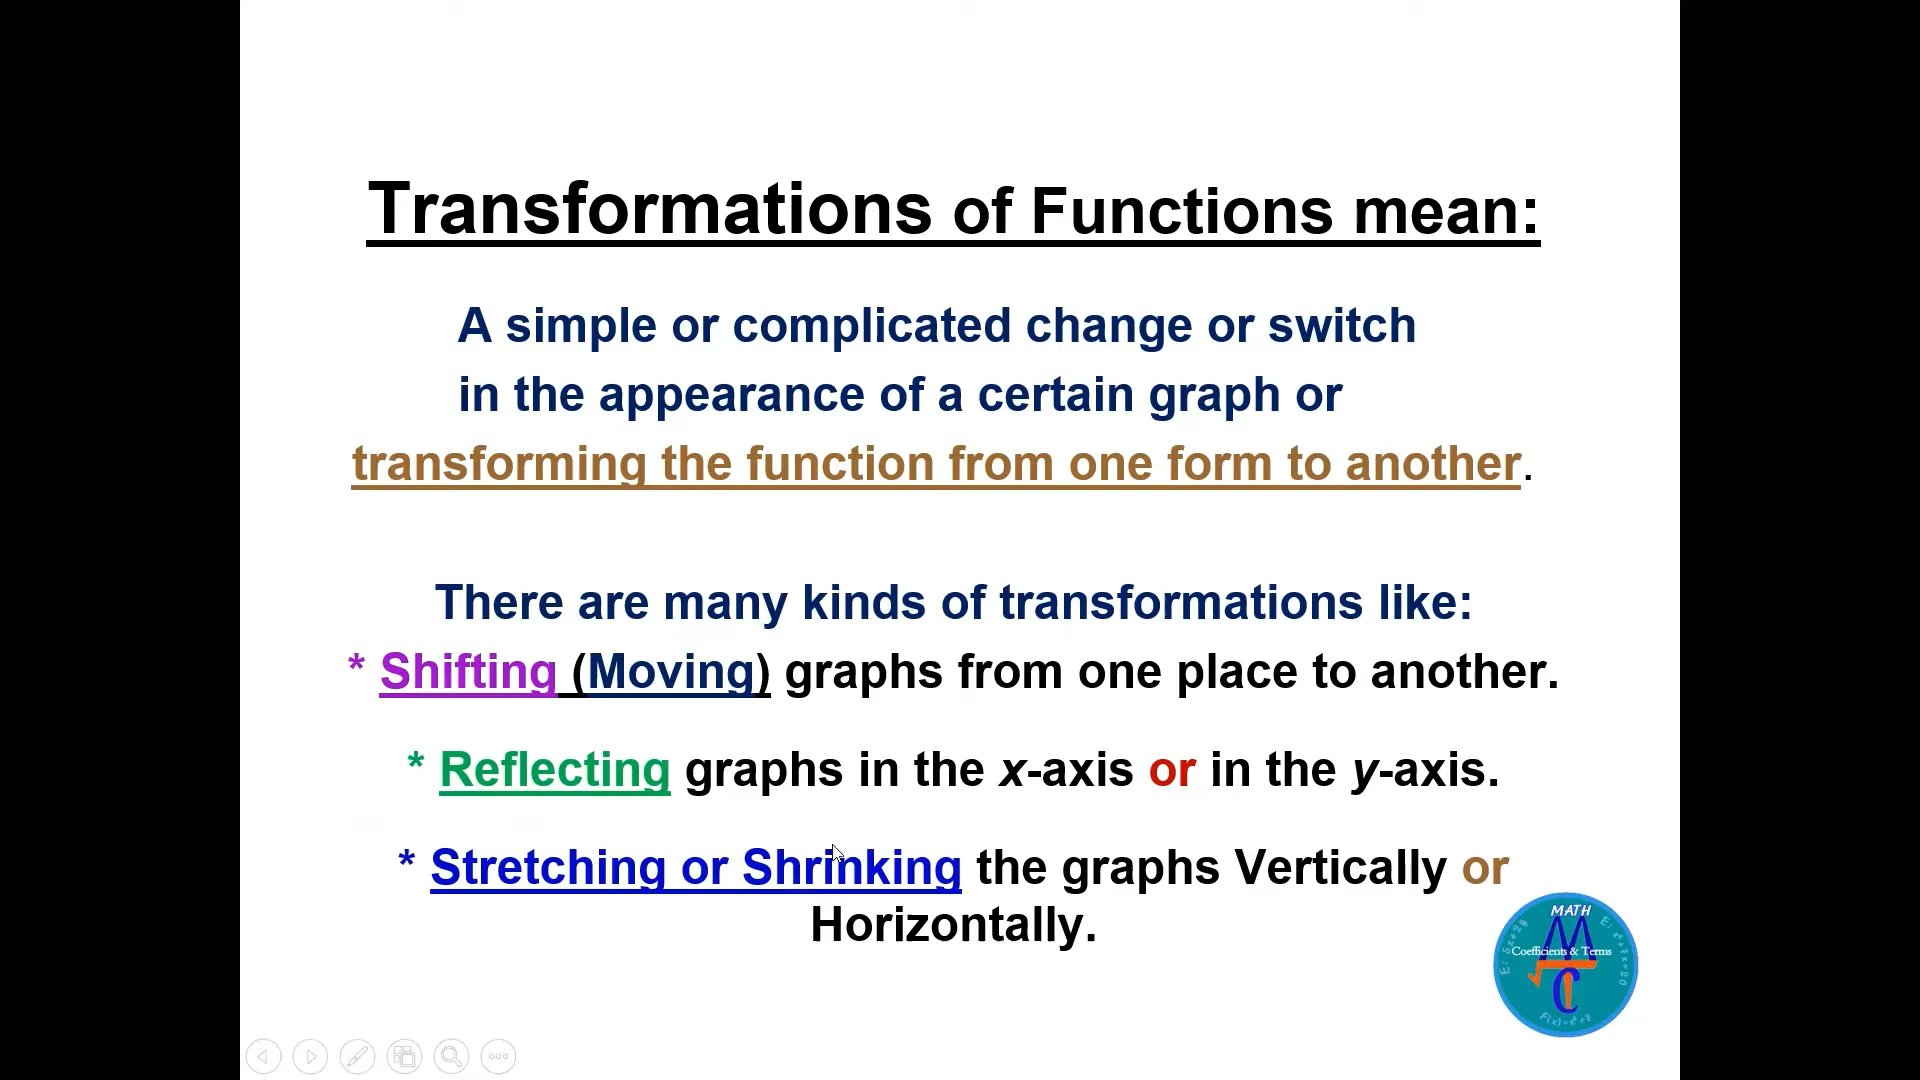 Transformations of Functions mean:
A simple or complicated change or switch
in the appearance of a certain graph or
transforming the function from one form to another.
There are many kinds of transformations like:
* Shifting (Moving) graphs from one place to another.
* Reflecting graphs in the x-axis or in the y-axis.
* Stretching or Shrinking the graphs Vertically or
Horizontally.
MATH
Coefficients & Terms